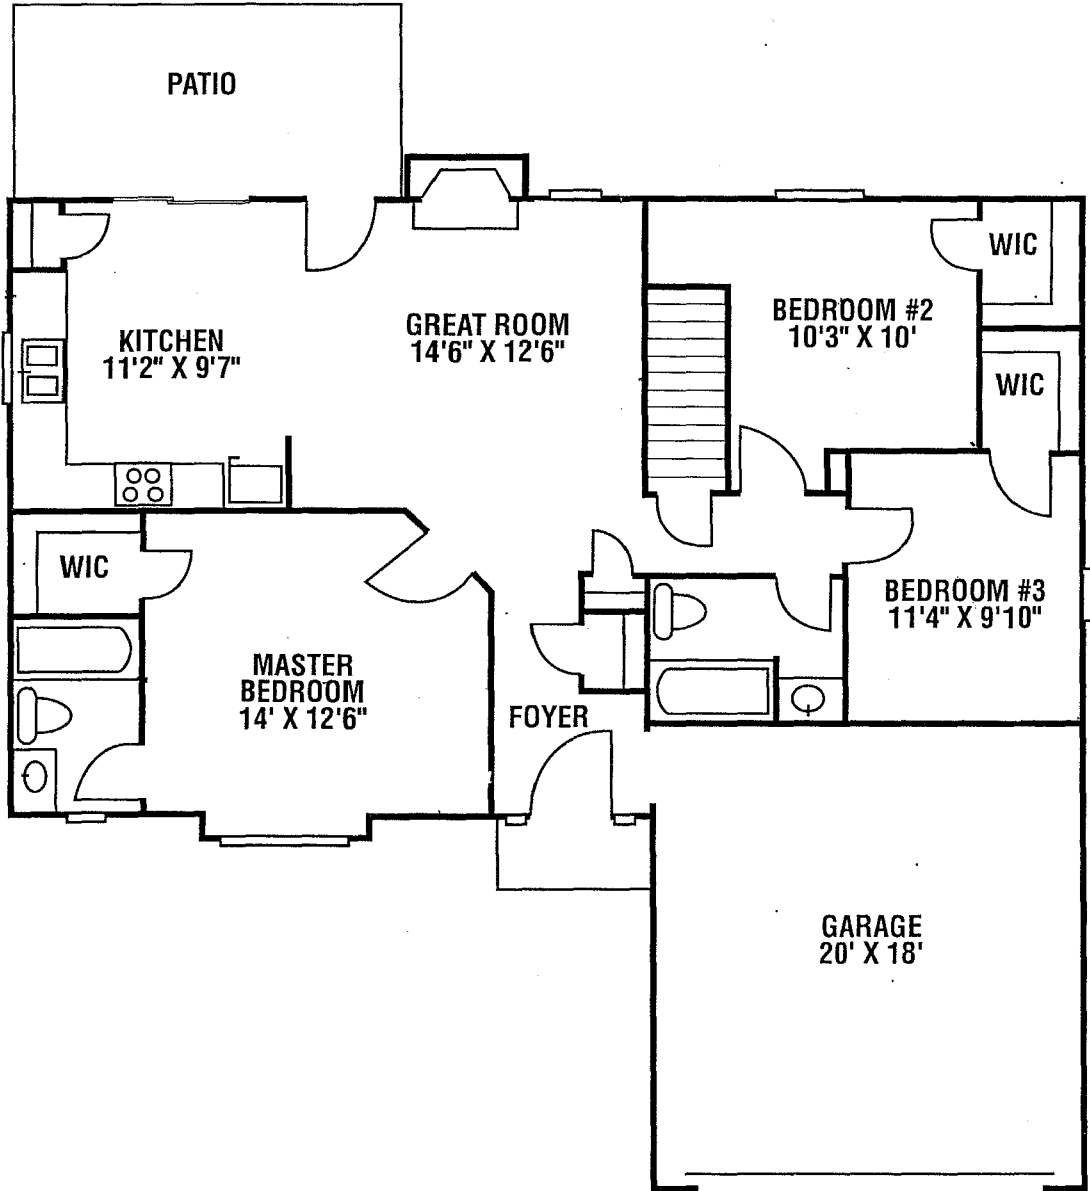 PATIO
KITCHEN
11'2" X 9'7"
GREAT ROOM
14'6" X 12'6"
BEDROOM #2
10'3" X 10'
WIC
WIC
WIC
BEDROOM #3
11'4" X 9'10"
MASTER
BEDROOM
14' X 12'6"
FOYER
GARAGE
20' X 18'